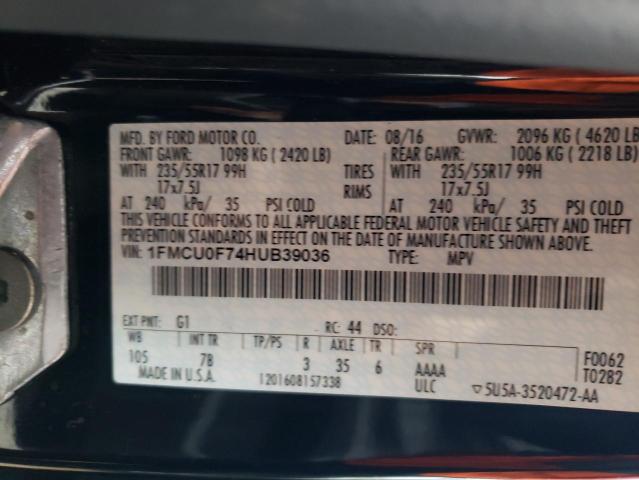 MFD. BY FORD MOTOR CO. DATE: 08/16 GVWR: 2096 KG ( 4620 LB
FRONT GAWR: 1098 KG ( 2420 LB) REAR GAWR: 1006 KG ( 2218 LB)
WITH 235/55R17 99H TIRES WITH 235/55R17 99H
17x7.5J RIMS 17x7.5J
AT 240 kPa/ 35 PSI COLD AT 240 kPa/ 35 PSI COLD
THIS VEHICLE CONFORMS TO ALL APPLICABLE FEDERAL MOTOR VEHICLE SAFETY AND THEFT
PREVENTION STANDARDS IN EFFECT ON THE DATE OF MANUFACTURE SHOWN ABOVE.
VIN: 1FMCU0F74HUB39036 TYPE: MPV
EXT PNT: G1 RC: 44 DSO:
WB INT TR TP/PS R AXLE TR SPR F0062
105 7B 3 35 6 AAAA T0282
MADE IN U.S.A. 1201608157338 ULC ▽5U5A-3520472-AA